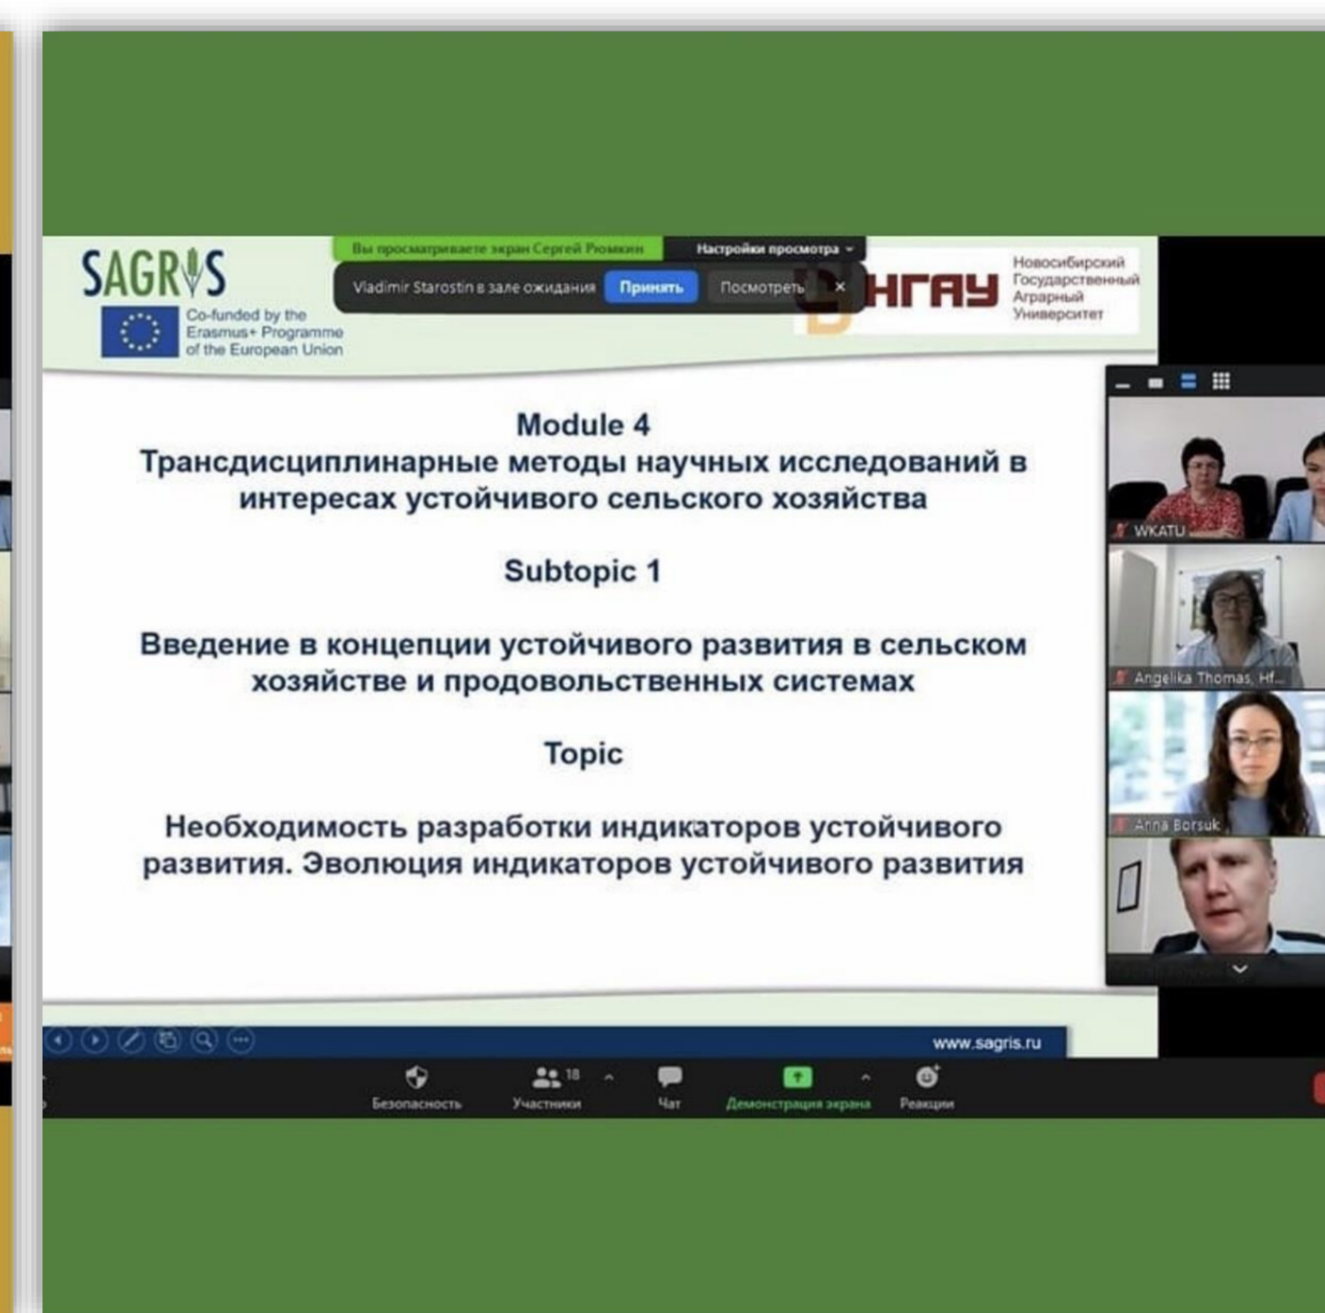 SAGRIS
Co-funded by the
Erasmus+ Programme
of the European Union
Вы просматриваете экран Сергей Рюмкин
Настройки просмотра
Vladimir Starostin в зале ожидания
Принять
Посмотреть
НГАУ
Новосибирский
Государственный
Аграрный
Университет
Module 4
Трансдисциплинарные методы научных исследований в
интересах устойчивого сельского хозяйства
Subtopic 1
Введение в концепции устойчивого развития в сельском
хозяйстве и продовольственных системах
Topic
Необходимость разработки индикаторов устойчивого
развития. Эволюция индикаторов устойчивого развития
WKATU
Angelika Thomas, Hf...
Anna Borsuk
www.sagris.ru
Безопасность
18
Участники
Чат
Демонстрация экрана
Реакции